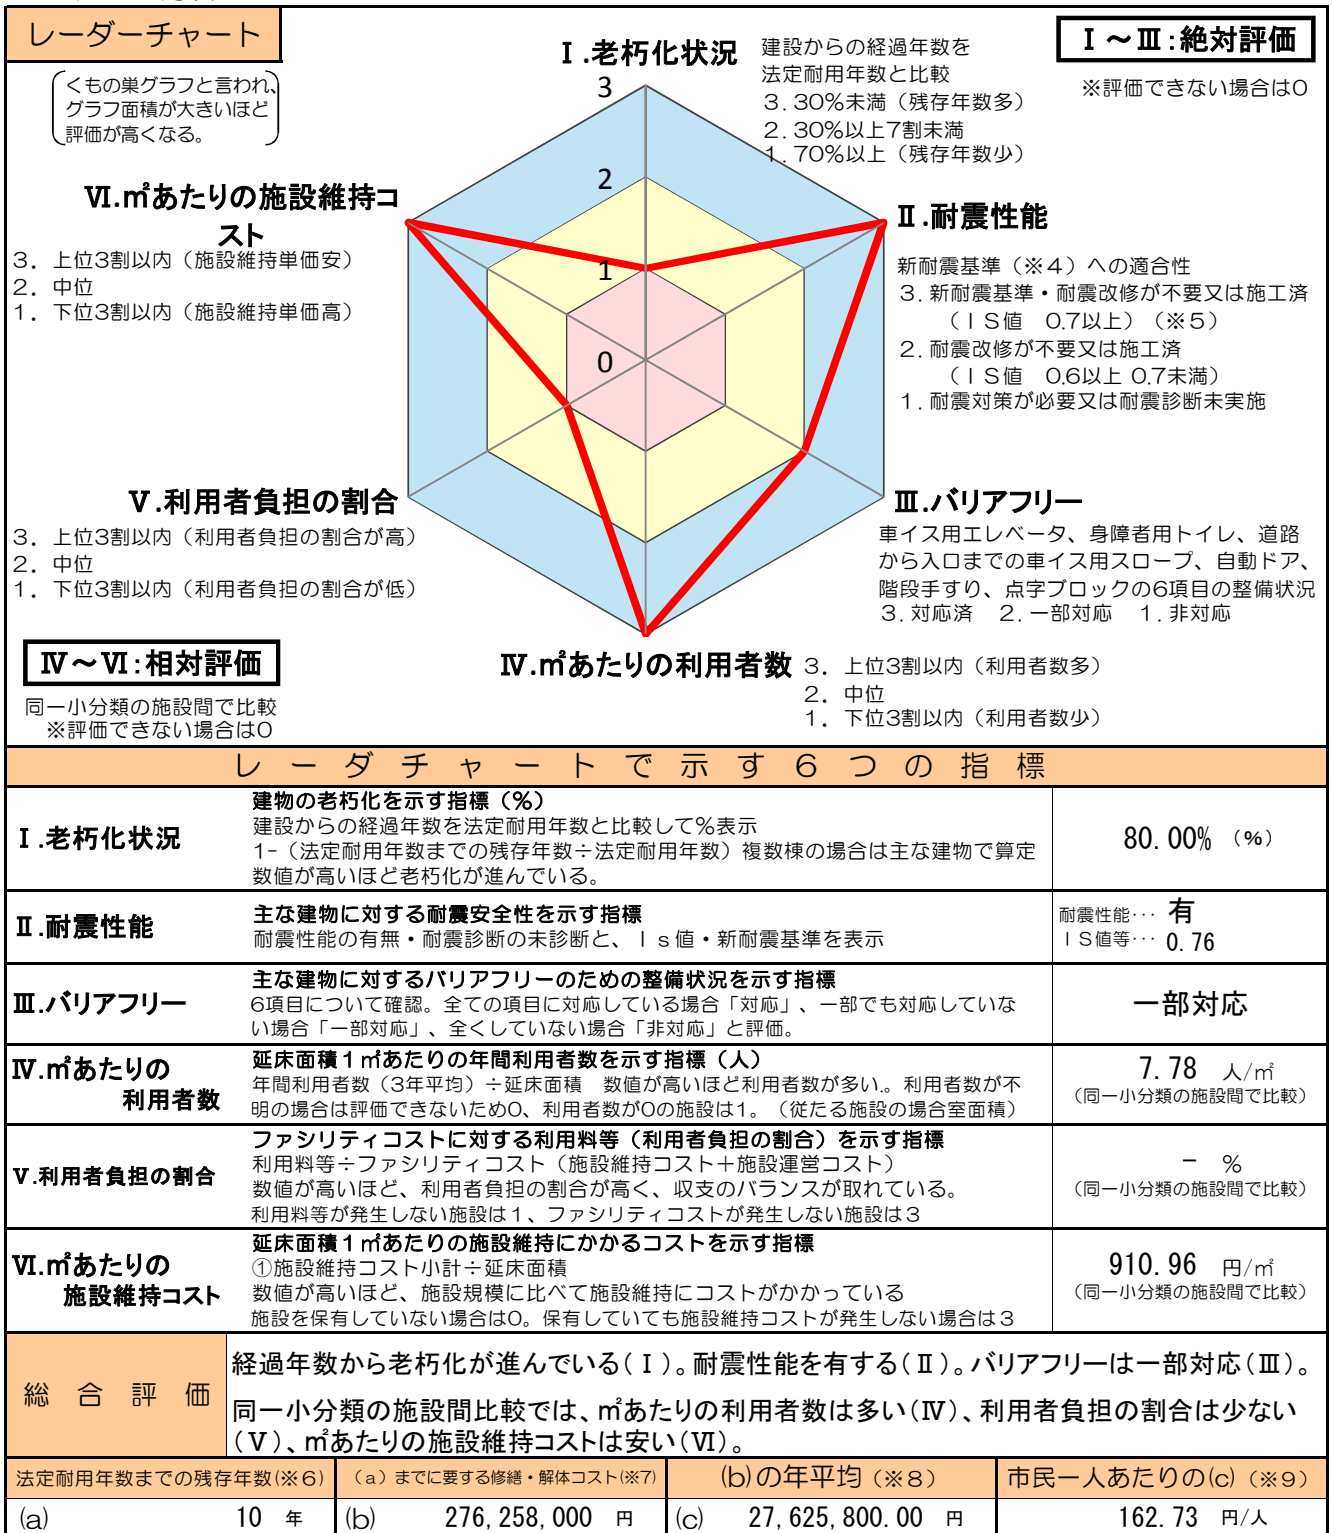 レーダーチャート
くもの巣グラフと言われ、
グラフ面積が大きいほど
評価が高くなる。
Ⅰ～Ⅲ：絶対評価
※評価できない場合は0
Ⅰ.老朽化状況
建設からの経過年数を
法定耐用年数と比較
3. 30%未満（残存年数多）
2. 30%以上7割未満
1. 70%以上（残存年数少）
3
2
1
0
Ⅵ.㎡あたりの施設維持コ
スト
3. 上位3割以内（施設維持単価安）
2. 中位
1. 下位3割以内（施設維持単価高）
Ⅱ.耐震性能
新耐震基準（※４）への適合性
3. 新耐震基準・耐震改修が不要又は施工済
（ＩＳ値　0.7以上）（※５）
2. 耐震改修が不要又は施工済
（ＩＳ値　0.6以上 0.7未満）
1. 耐震対策が必要又は耐震診断未実施
Ⅴ.利用者負担の割合
3. 上位3割以内（利用者負担の割合が高）
2. 中位
1. 下位3割以内（利用者負担の割合が低）
Ⅲ.バリアフリー
車イス用エレベータ、身障者用トイレ、道路
から入口までの車イス用スロープ、自動ドア、
階段手すり、点字ブロックの6項目の整備状況
3. 対応済　2. 一部対応　1. 非対応
Ⅳ～Ⅵ：相対評価
同一小分類の施設間で比較
※評価できない場合は0
Ⅳ.㎡あたりの利用者数
3. 上位3割以内（利用者数多）
2. 中位
1. 下位3割以内（利用者数少）
レーダチャートで示す６つの指標
Ⅰ.老朽化状況
建物の老朽化を示す指標（％）
建設からの経過年数を法定耐用年数と比較して%表示
1-（法定耐用年数までの残存年数÷法定耐用年数）複数棟の場合は主な建物で算定
数値が高いほど老朽化が進んでいる。
80.00%（％）
Ⅱ.耐震性能
主な建物に対する耐震安全性を示す指標
耐震性能の有無・耐震診断の未診断と、Ｉｓ値・新耐震基準を表示
耐震性能… 有
ＩＳ値等… 0.76
Ⅲ.バリアフリー
主な建物に対するバリアフリーのための整備状況を示す指標
6項目について確認。全ての項目に対応している場合「対応」、一部でも対応していな
い場合「一部対応」、全くしていない場合「非対応」と評価。
一部対応
Ⅳ.㎡あたりの
利用者数
延床面積１㎡あたりの年間利用者数を示す指標（人）
年間利用者数（3年平均）÷延床面積　数値が高いほど利用者数が多い。利用者数が不
明の場合は評価できないため0、利用者数が0の施設は1。（従たる施設の場合室面積）
7.78 人/㎡
（同一小分類の施設間で比較）
Ⅴ.利用者負担の割合
ファシリティコストに対する利用料等（利用者負担の割合）を示す指標
利用料等÷ファシリティコスト（施設維持コスト＋施設運営コスト）
数値が高いほど、利用者負担の割合が高く、収支のバランスが取れている。
利用料等が発生しない施設は１、ファシリティコストが発生しない施設は３
－　％
（同一小分類の施設間で比較）
Ⅵ.㎡あたりの
施設維持コスト
延床面積１㎡あたりの施設維持にかかるコストを示す指標
①施設維持コスト小計÷延床面積
数値が高いほど、施設規模に比べて施設維持にコストがかかっている
施設を保有していない場合は0。保有していても施設維持コストが発生しない場合は３
910.96 円/㎡
（同一小分類の施設間で比較）
総合評価
経過年数から老朽化が進んでいる（Ⅰ）。耐震性能を有する（Ⅱ）。バリアフリーは一部対応（Ⅲ）。
同一小分類の施設間比較では、㎡あたりの利用者数は多い（Ⅳ）、利用者負担の割合は少ない
（Ⅴ）、㎡あたりの施設維持コストは安い（Ⅵ）。
法定耐用年数までの残存年数（※６）
（a）までに要する修繕・解体コスト（※７）
（b）の年平均（※８）
市民一人あたりの（c）（※９）
(a) 10 年
(b) 276,258,000 円
(c) 27,625,800.00 円
162.73 円/人